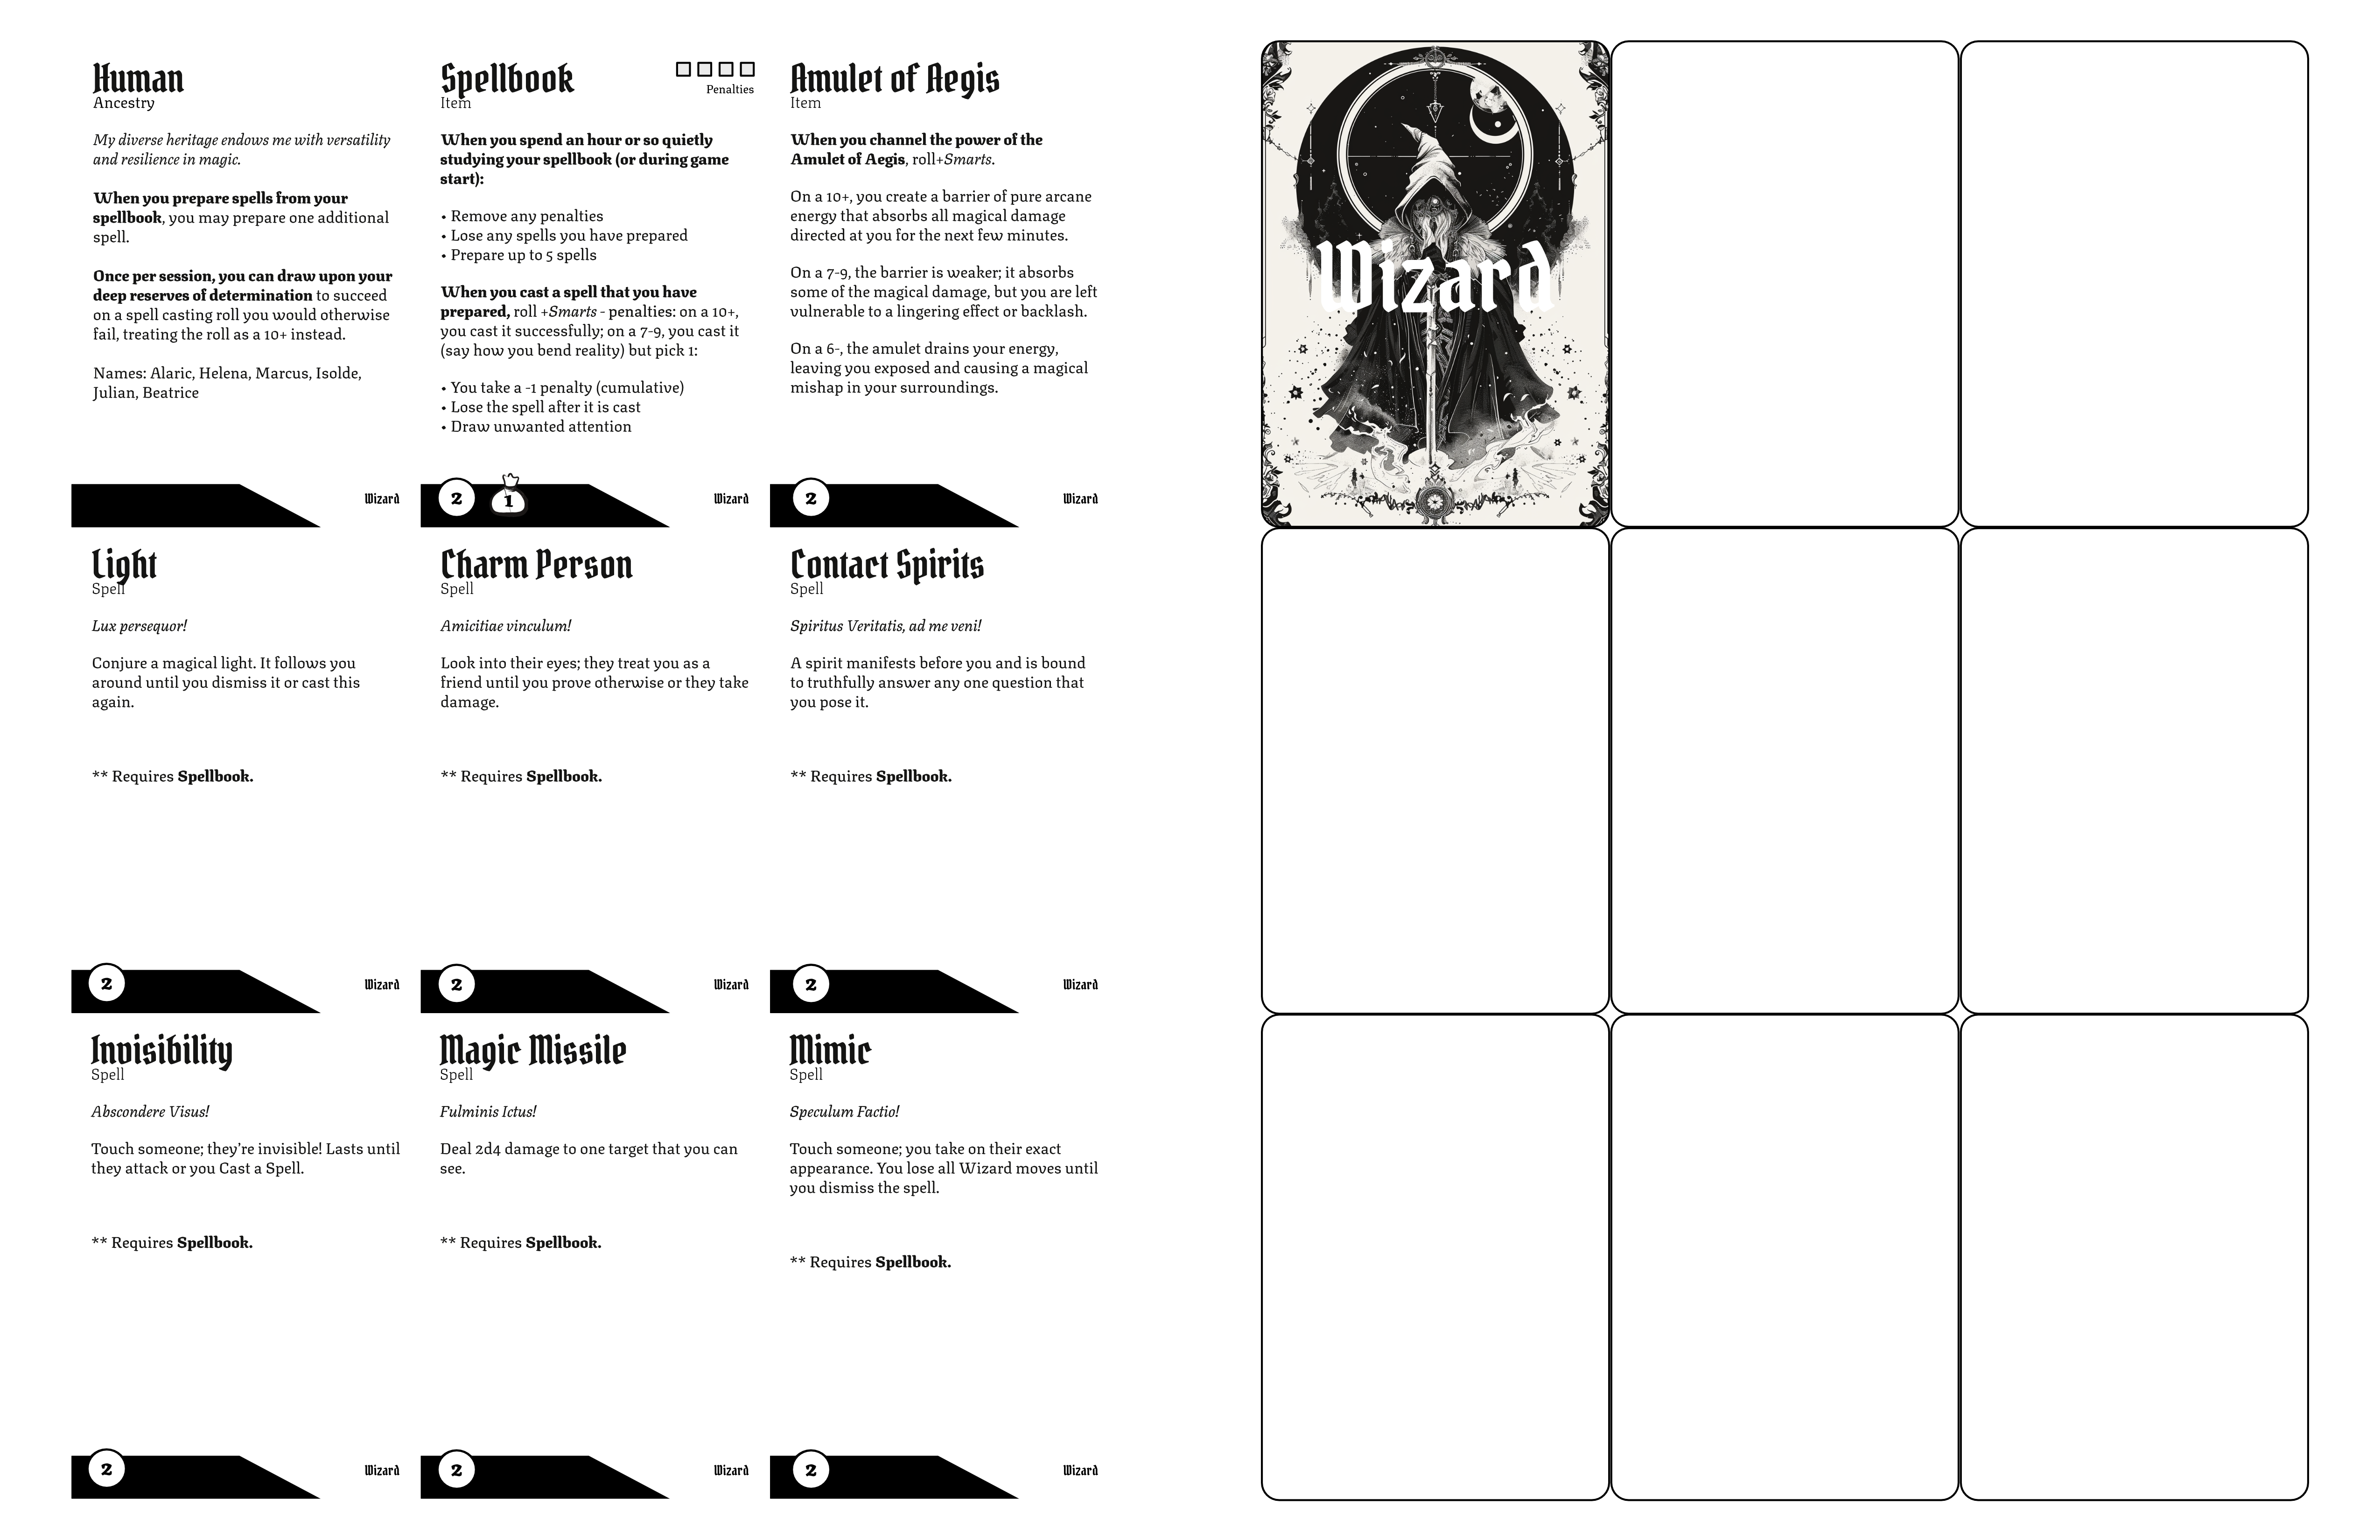 Human
Ancestry
My diverse heritage endows me with versatility
and resilience in magic.
When you prepare spells from your
spellbook, you may prepare one additional
spell.
Once per session, you can draw upon your
deep reserves of determination to succeed
on a spell casting roll you would otherwise
fail, treating the roll as a 10+ instead.
Names: Alaric, Helena, Marcus, Isolde,
Julian, Beatrice
Wizard
Spellbook
Penalties
Item
When you spend an hour or so quietly
studying your spellbook (or during game
start):
• Remove any penalties
• Lose any spells you have prepared
• Prepare up to 5 spells
When you cast a spell that you have
prepared, roll +Smarts - penalties: on a 10+,
you cast it successfully; on a 7-9, you cast it
(say how you bend reality) but pick 1:
• You take a -1 penalty (cumulative)
• Lose the spell after it is cast
• Draw unwanted attention
2
1
Wizard
Amulet of Aegis
Item
When you channel the power of the
Amulet of Aegis, roll+Smarts.
On a 10+, you create a barrier of pure arcane
energy that absorbs all magical damage
directed at you for the next few minutes.
On a 7-9, the barrier is weaker; it absorbs
some of the magical damage, but you are left
vulnerable to a lingering effect or backlash.
On a 6-, the amulet drains your energy,
leaving you exposed and causing a magical
mishap in your surroundings.
2
Wizard
Light
Spell
Lux persequor!
Conjure a magical light. It follows you
around until you dismiss it or cast this
again.
** Requires Spellbook.
2
Wizard
Charm Person
Spell
Amicitiae vinculum!
Look into their eyes; they treat you as a
friend until you prove otherwise or they take
damage.
** Requires Spellbook.
2
Wizard
Contact Spirits
Spell
Spiritus Veritatis, ad me veni!
A spirit manifests before you and is bound
to truthfully answer any one question that
you pose it.
** Requires Spellbook.
2
Wizard
Invisibility
Spell
Abscondere Visus!
Touch someone; they're invisible! Lasts until
they attack or you Cast a Spell.
** Requires Spellbook.
2
Wizard
Magic Missile
Spell
Fulminis Ictus!
Deal 2d4 damage to one target that you can
see.
** Requires Spellbook.
2
Wizard
Mimic
Spell
Speculum Factio!
Touch someone; you take on their exact
appearance. You lose all Wizard moves until
you dismiss the spell.
** Requires Spellbook.
2
Wizard
Wizard